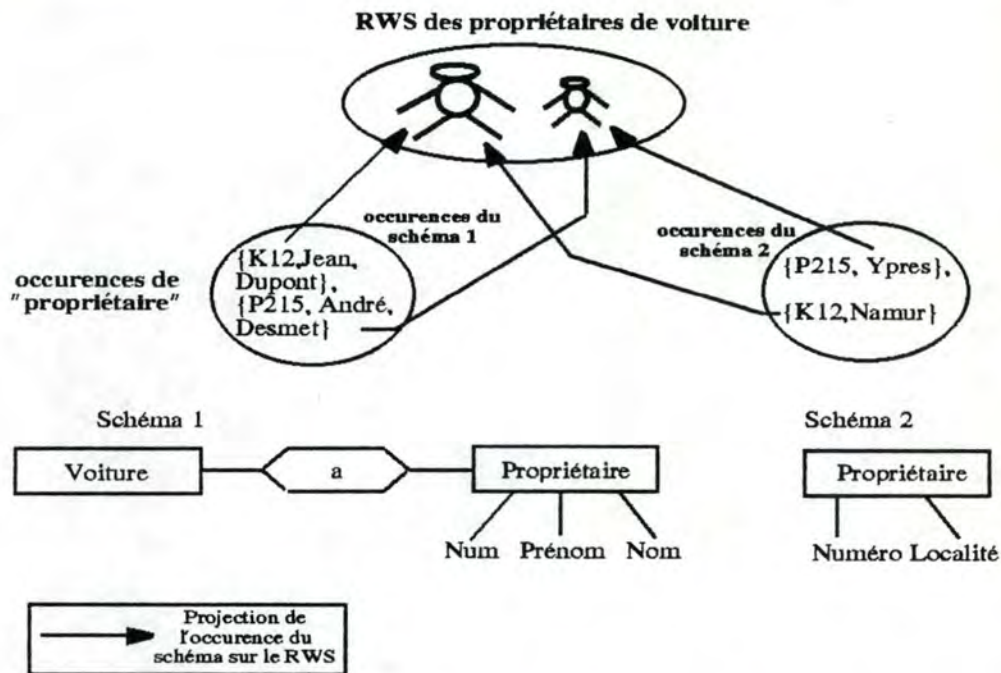 RWS des propriétaires de voiture
occurences du
schéma 1
occurences du
schéma 2
occurences de
"propriétaire"
{K12,Jean,
Dupont},
{P215, André,
Desmet}
{P215, Ypres},
{K12,Namur}
Schéma 1
Schéma 2
Voiture
a
Propriétaire
Propriétaire
Num Prénom Nom
Numéro Localité
Projection de
l'occurence du
schéma sur le RWS